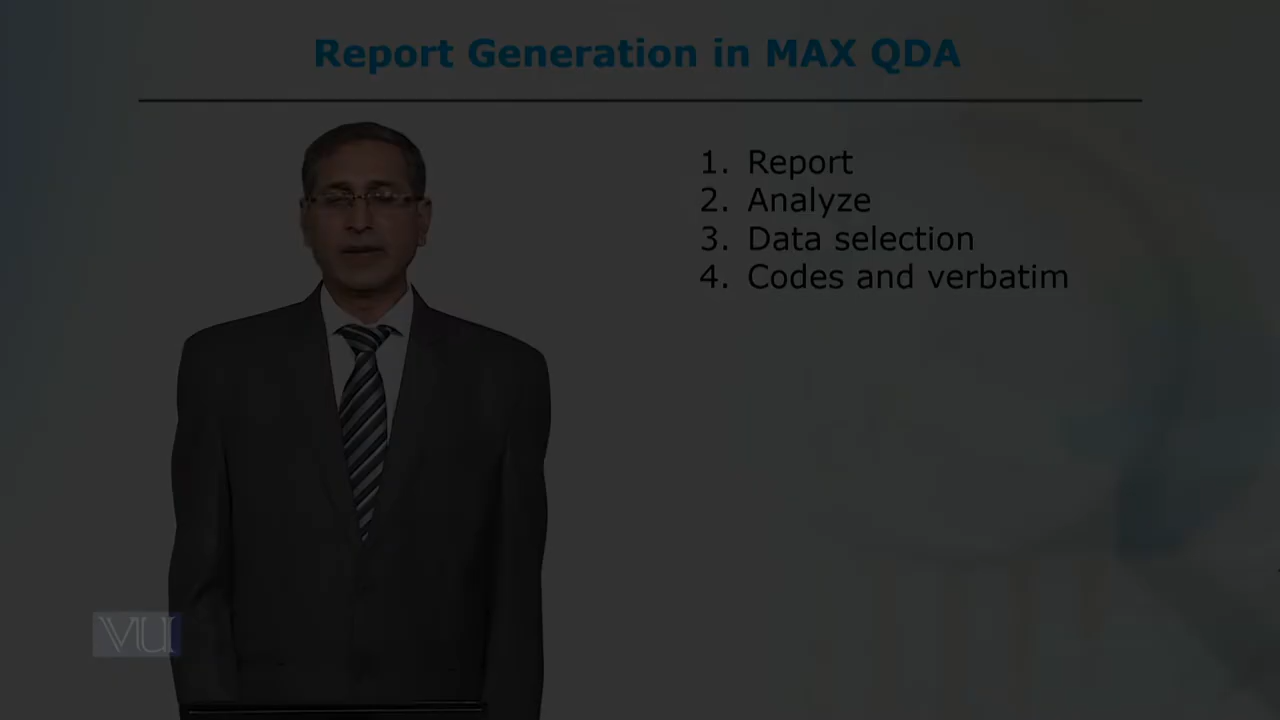 Report Generation in MAX QDA
1. Report
2. Analyze
3. Data selection
4. Codes and verbatim
VU